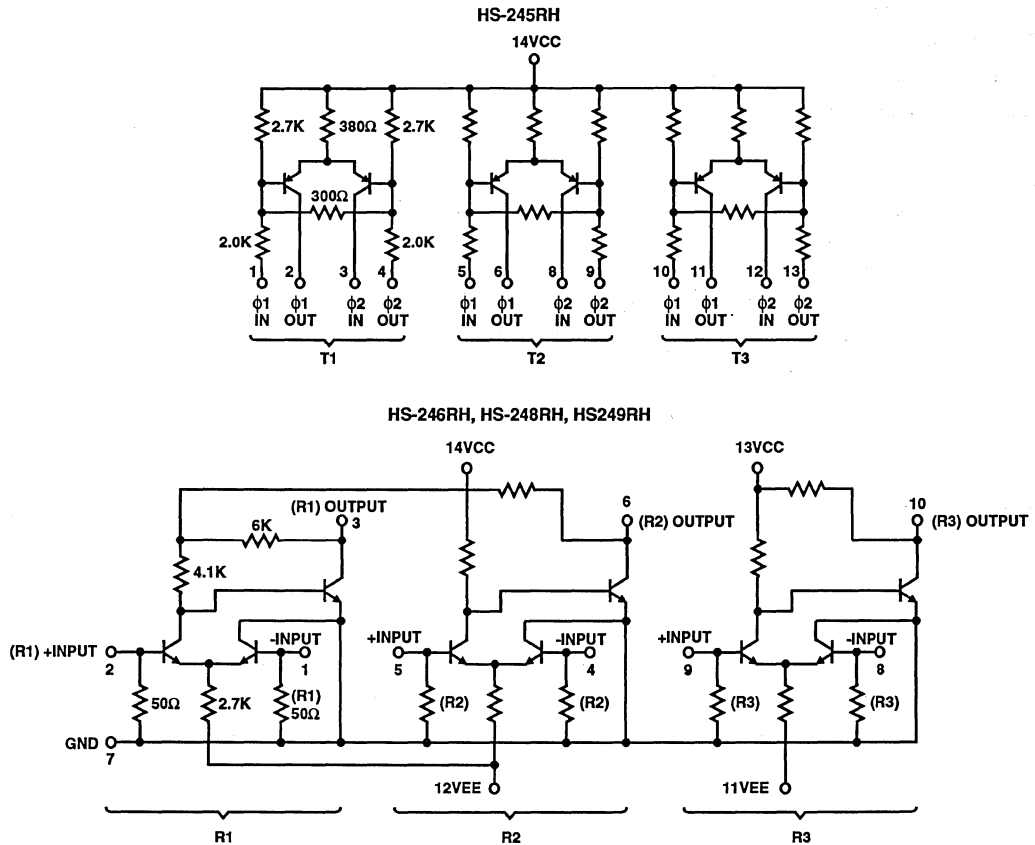 HS-245RH
14VCC
2.7K 380Ω 2.7K
300Ω
2.0K 2.0K
1 2 3 4 5 6 8 9 10 11 12 13
ϕ1 ϕ1 ϕ2 ϕ2 ϕ1 ϕ1 ϕ2 ϕ2 ϕ1 ϕ1 ϕ2 ϕ2
IN OUT IN OUT IN OUT IN OUT IN OUT IN OUT
T1 T2 T3
HS-246RH, HS-248RH, HS249RH
14VCC 13VCC
(R1) OUTPUT 6 10
6K 3 (R2) OUTPUT (R3) OUTPUT
4.1K
(R1) +INPUT -INPUT +INPUT -INPUT +INPUT -INPUT
2 1 5 4 9 8
50Ω 2.7K (R1) (R2) (R2) (R3) (R3)
50Ω
GND
7
12VEE 11VEE
R1 R2 R3